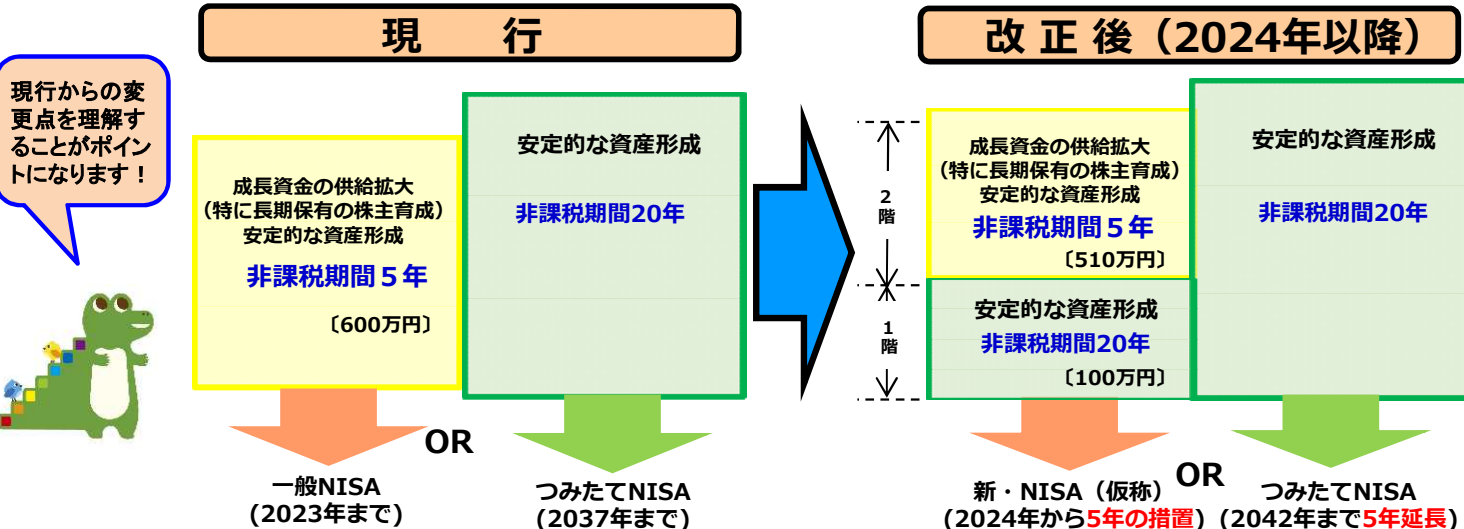 現 行
改 正 後（2024年以降）
現行からの変
更点を理解す
ることがポイン
トになります！
成長資金の供給拡大
（特に長期保有の株主育成）
安定的な資産形成
非課税期間５年
〔600万円〕
安定的な資産形成
非課税期間20年
2
階
1
階
成長資金の供給拡大
（特に長期保有の株主育成）
安定的な資産形成
非課税期間５年
〔510万円〕
安定的な資産形成
非課税期間20年
〔100万円〕
安定的な資産形成
非課税期間20年
OR
一般NISA
(2023年まで)
つみたてNISA
(2037年まで)
OR
新・NISA（仮称）
(2024年から5年の措置)
つみたてNISA
(2042年まで5年延長)